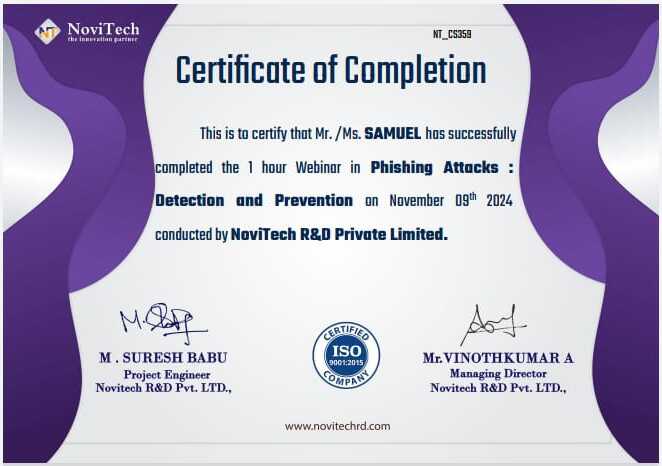 NoviTech
the innovation partner
NT_CS359
Certificate of Completion
This is to certify that Mr. /Ms. SAMUEL has successfully
completed the 1 hour Webinar in Phishing Attacks :
Detection and Prevention on November 09th 2024
conducted by NoviTech R&D Private Limited.
M . SURESH BABU
Project Engineer
Novitech R&D Pvt. LTD.,
CERTIFIED
ISO
9001:2015
COMPANY
Mr.VINOTHKUMAR A
Managing Director
Novitech R&D Pvt. LTD.,
www.novitechrd.com